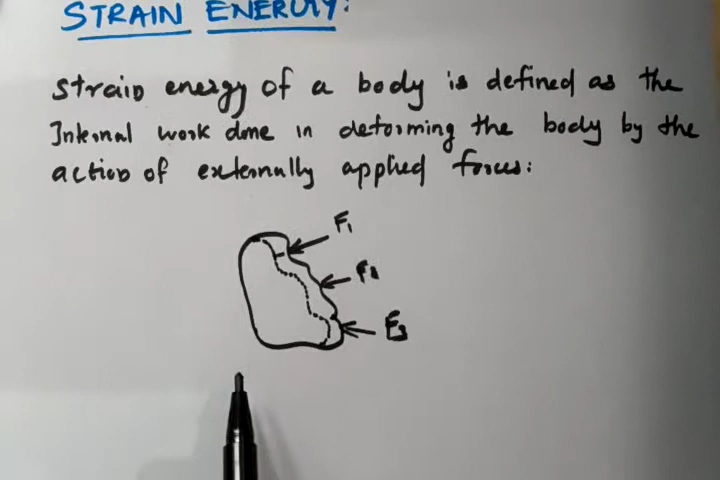 STRAIN ENERGY:
Strain energy of a body is defined as the
Internal work done in deforming the body by the
action of externally applied forces:
F1
F2
F3